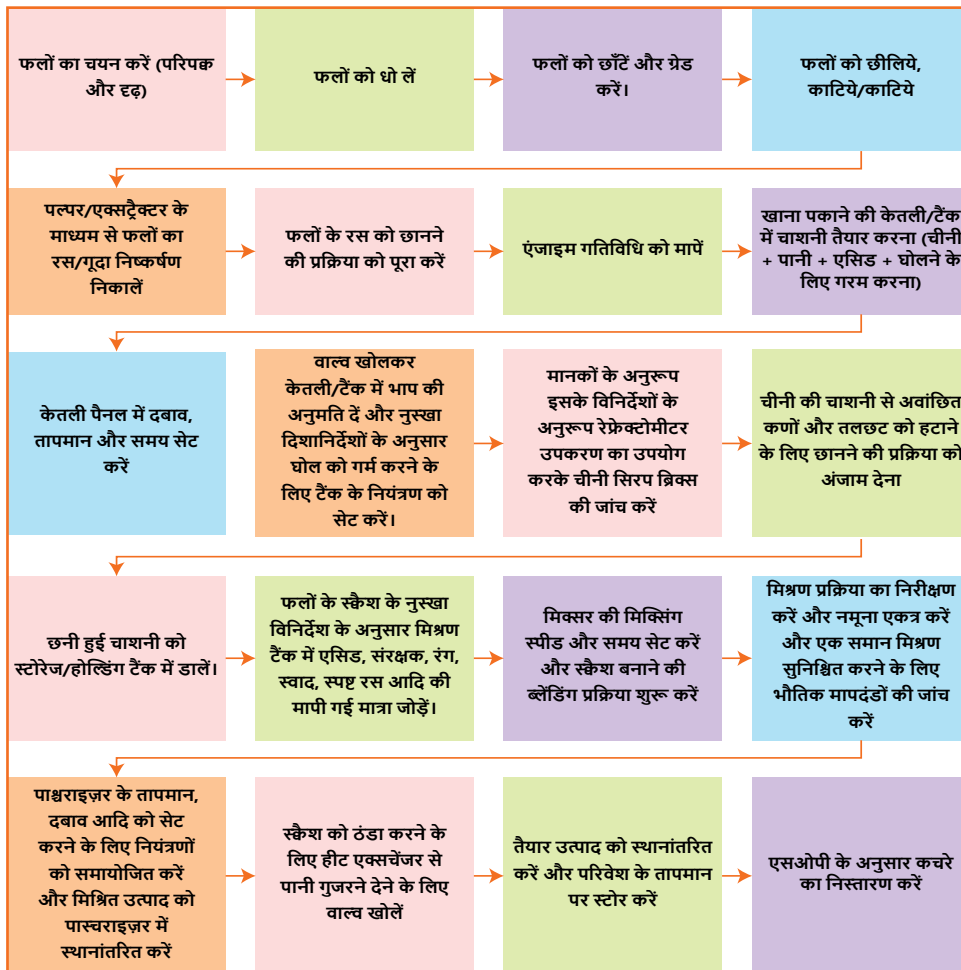 फलों का चयन करें (परिपक्व
और दृढ़)
फलों को धो लें
फलों को छाँटें और ग्रेड
करें।
फलों को छीलिये,
काटिये/काटिये
पल्पर/एक्सट्रैक्टर के
माध्यम से फलों का
रस/गूदा निष्कर्षण
निकालें
फलों के रस को छानने
की प्रक्रिया को पूरा करें
एंजाइम गतिविधि को मापें
खाना पकाने की केतली/टैंक
में चाशनी तैयार करना (चीनी
+ पानी + एसिड + घोलने के
लिए गरम करना)
केतली पैनल में दबाव,
तापमान और समय सेट
करें
वाल्व खोलकर
केतली/टैंक में भाप की
अनुमति दें और नुस्खा
दिशानिर्देशों के अनुसार
घोल को गर्म करने के
लिए टैंक के नियंत्रण को
सेट करें।
मानकों के अनुरूप
इसके विनिर्देशों के
अनुरूप रेफ्रेक्टोमीटर
उपकरण का उपयोग
करके चीनी सिरप ब्रिक्स
की जांच करें
चीनी की चाशनी से अवांछित
कणों और तलछट को हटाने
के लिए छानने की प्रक्रिया को
अंजाम देना
छनी हुई चाशनी को
स्टोरेज/होल्डिंग टैंक में डालें।
फलों के स्क्वैश के नुस्खा
विनिर्देश के अनुसार मिश्रण
टैंक में एसिड, संरक्षक, रंग,
स्वाद, स्पष्ट रस आदि की
मापी गई मात्रा जोड़ें।
मिक्सर की मिक्सिंग
स्पीड और समय सेट करें
और स्क्वैश बनाने की
ब्लेंडिंग प्रक्रिया शुरू करें
मिश्रण प्रक्रिया का निरीक्षण
करें और नमूना एकत्र करें
और एक समान मिश्रण
सुनिश्चित करने के लिए
भौतिक मापदंडों की जांच
करें
पाश्चराइज़र के तापमान,
दबाव आदि को सेट
करने के लिए नियंत्रणों
को समायोजित करें
और मिश्रित उत्पाद को
पास्चराइज़र में
स्थानांतरित करें
स्क्वैश को ठंडा करने के
लिए हीट एक्सचेंजर से
पानी गुजरने देने के लिए
वाल्व खोलें
तैयार उत्पाद को स्थानांतरित
करें और परिवेश के तापमान
पर स्टोर करें
एसओपी के अनुसार कचरे
का निस्तारण करें